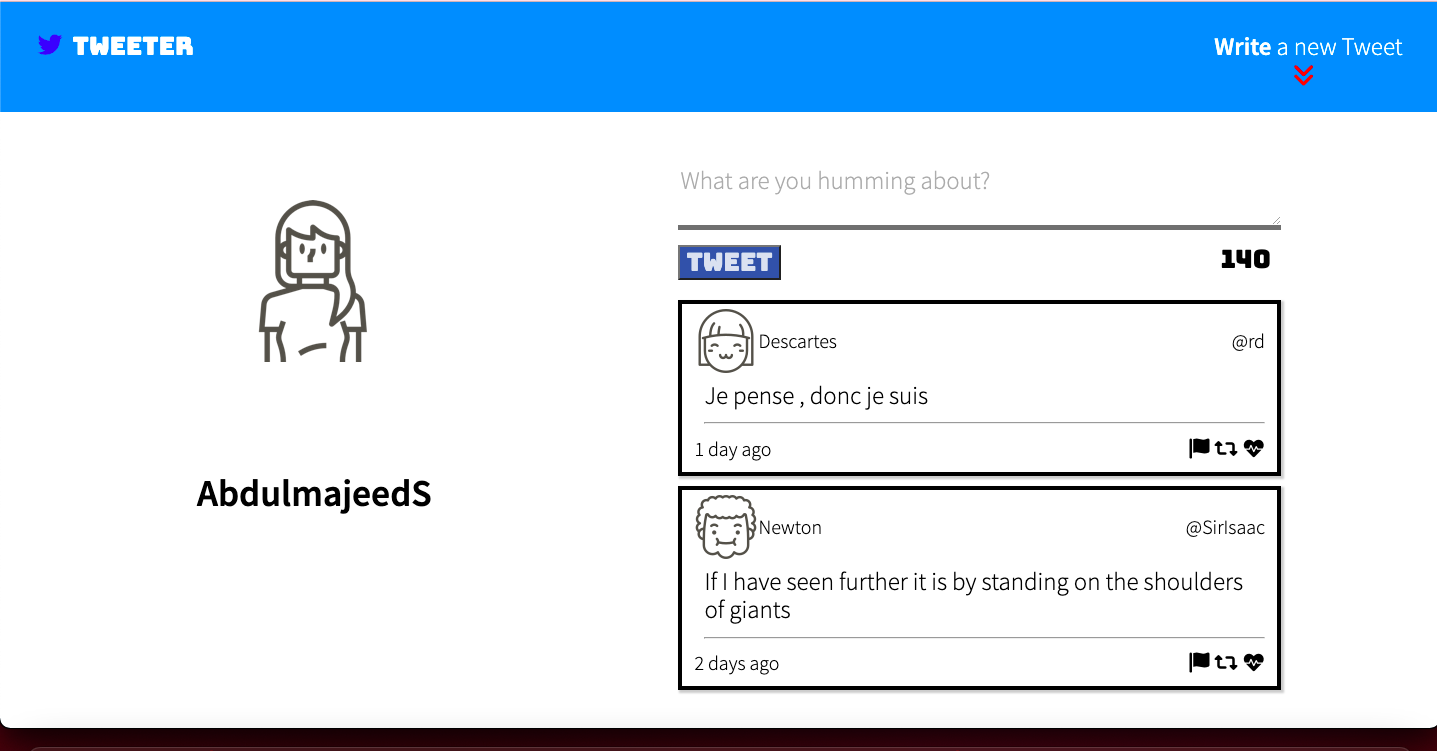 TWEETER
Write a new Tweet
What are you humming about?
TWEET
140
Descartes
@rd
Je pense , donc je suis
1 day ago
AbdulmajeedS
Newton
@SirIsaac
If I have seen further it is by standing on the shoulders
of giants
2 days ago